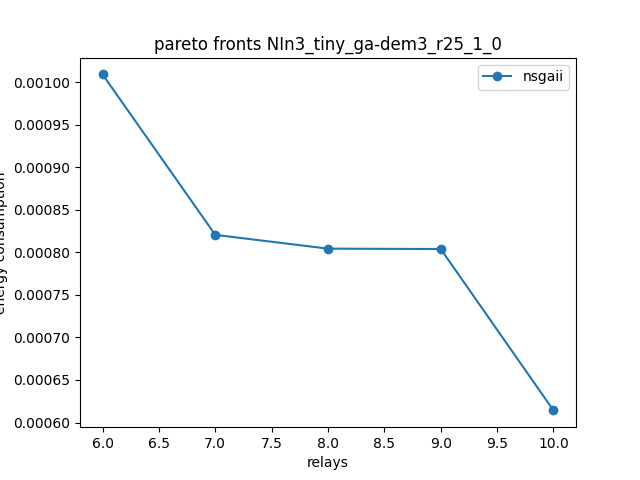 pareto fronts NIn3_tiny_ga-dem3_r25_1_0
nsgaii
0.00100
0.00095
0.00090
0.00085
0.00080
0.00075
0.00070
0.00065
0.00060
energy consumption
6.0 6.5 7.0 7.5 8.0 8.5 9.0 9.5 10.0
relays